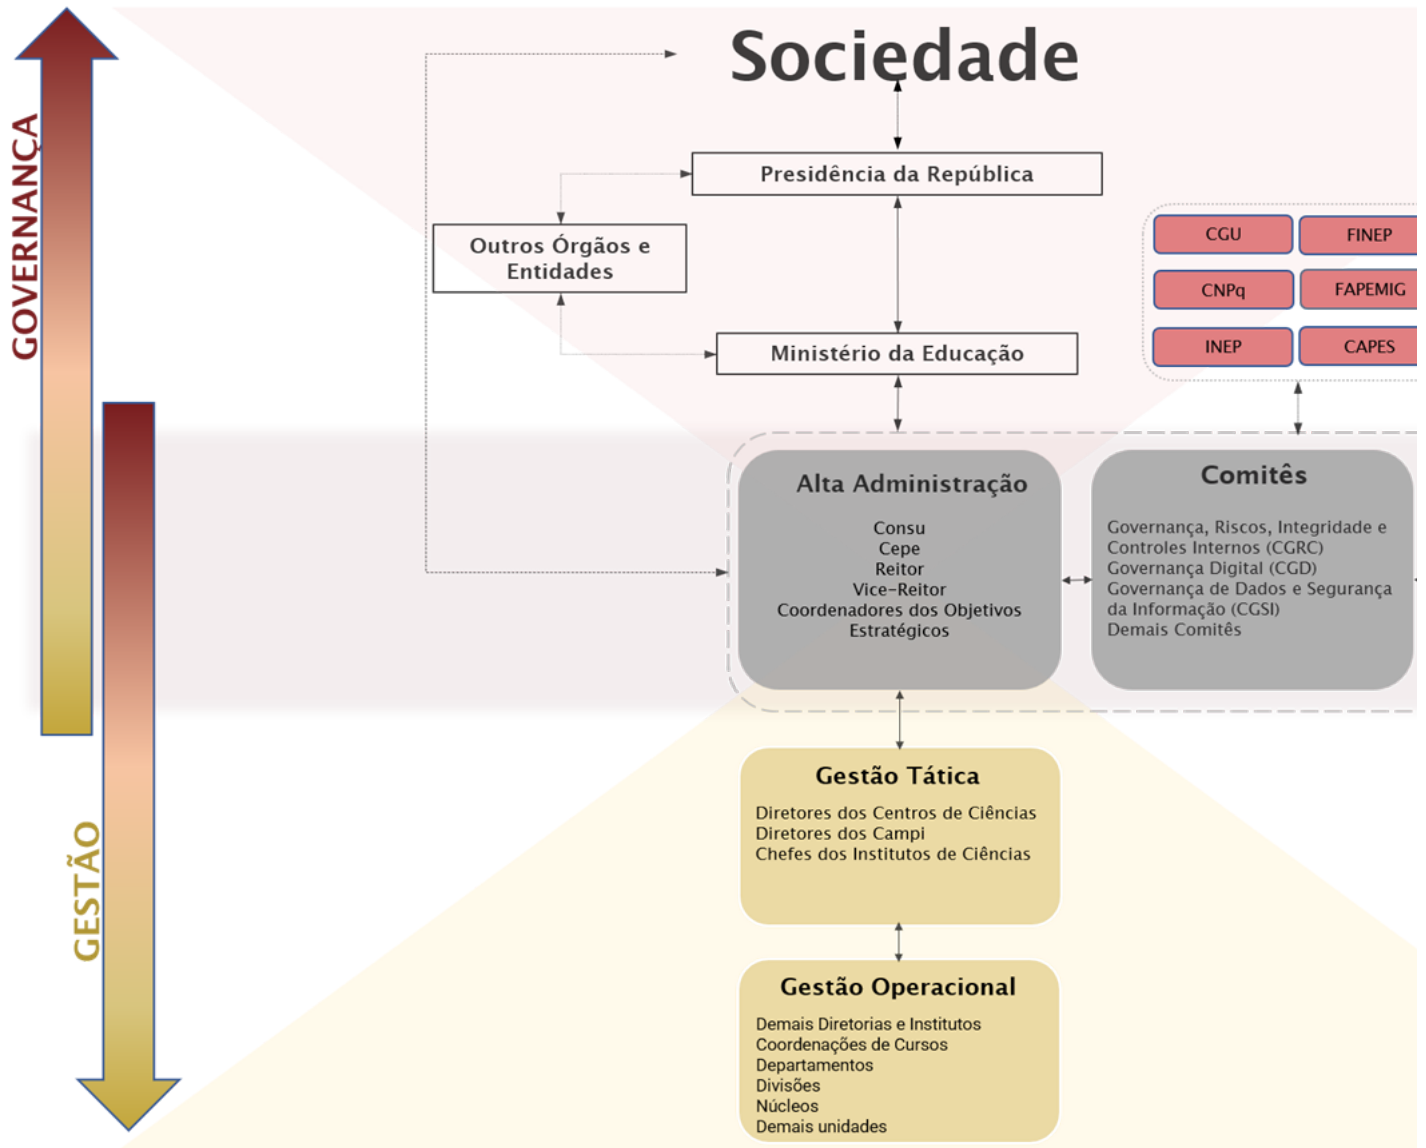 Sociedade
GOVERNANÇA
Presidência da República
Outros Órgãos e
Entidades
CGU
FINEP
CNPq
FAPEMIG
INEP
CAPES
Ministério da Educação
Alta Administração
Consu
Cepe
Reitor
Vice-Reitor
Coordenadores dos Objetivos
Estratégicos
Comitês
Governança, Riscos, Integridade e
Controles Internos (CGRC)
Governança Digital (CGD)
Governança de Dados e Segurança
da Informação (CGSI)
Demais Comitês
GESTÃO
Gestão Tática
Diretores dos Centros de Ciências
Diretores dos Campi
Chefes dos Institutos de Ciências
Gestão Operacional
Demais Diretorias e Institutos
Coordenações de Cursos
Departamentos
Divisões
Núcleos
Demais unidades